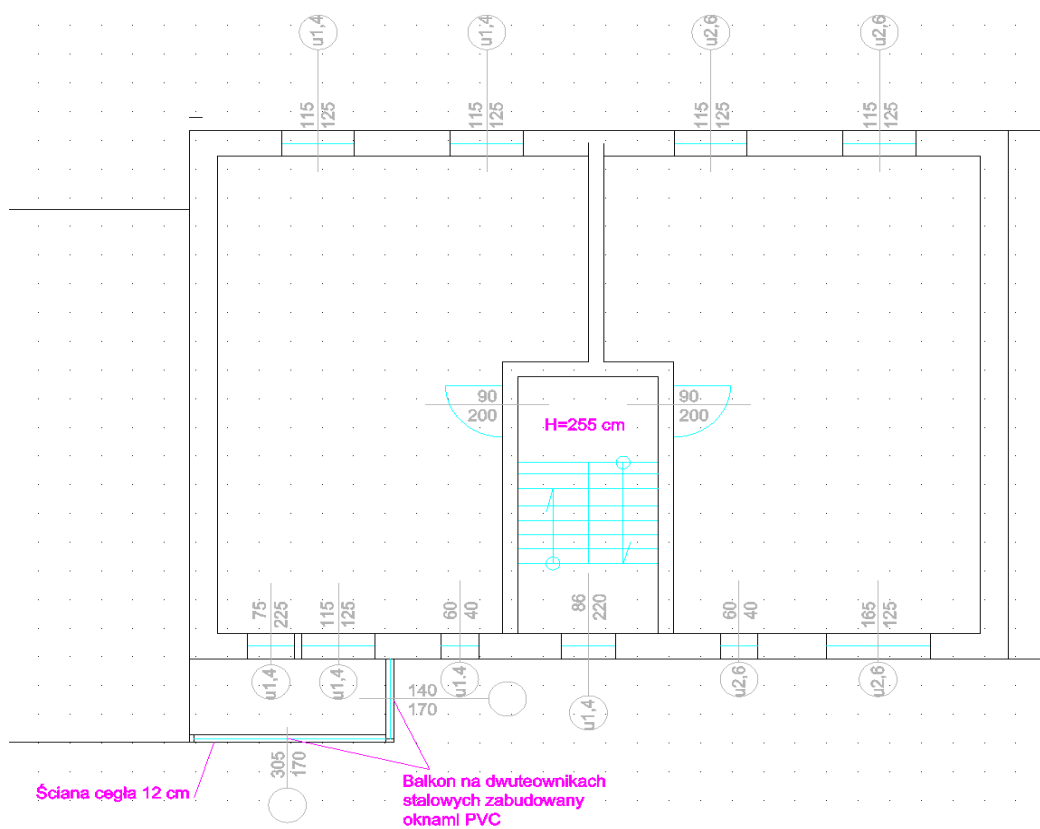 u1,4
u1,4
u2,6
u2,6
115
125
115
125
115
125
115
125
90
200
90
200
H=255 cm
75
225
115
125
60
40
86
220
60
40
165
125
u1,4
u1,4
u1.4
u1,4
u2,6
u2,6
140
170
305
170
Ściana cegła 12 cm
Balkon na dwuteownikach
stalowych zabudowany
oknami PVC